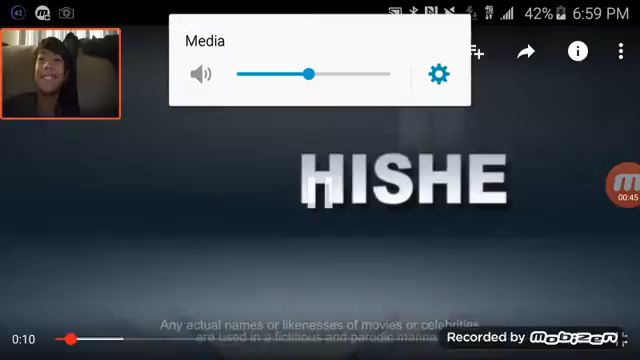 42
42% 6:59 PM
Media
HISHE
00:45
Any actual names or likenesses of movies or celebrities
are used in a fictitious and parodic manner
0:10
Recorded by Mobizen